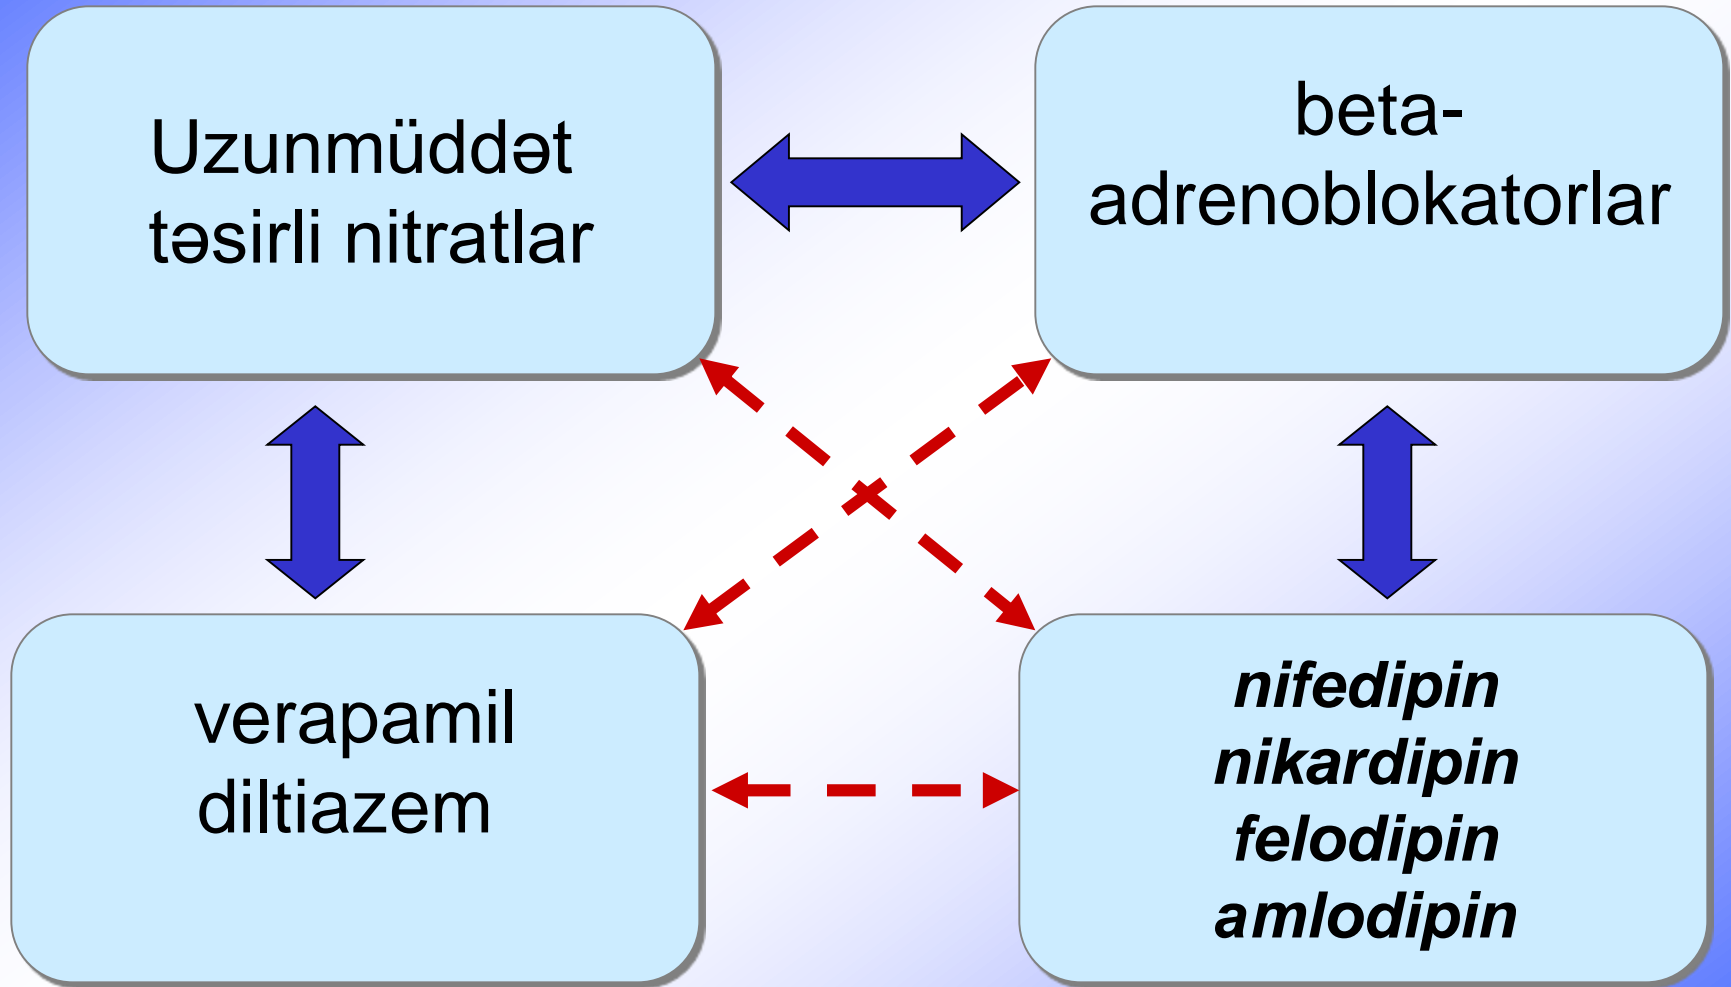 Uzunmüddət
təsirli nitratlar
beta-
adrenoblokatorlar
verapamil
diltiazem
nifedipin
nikardipin
felodipin
amlodipin